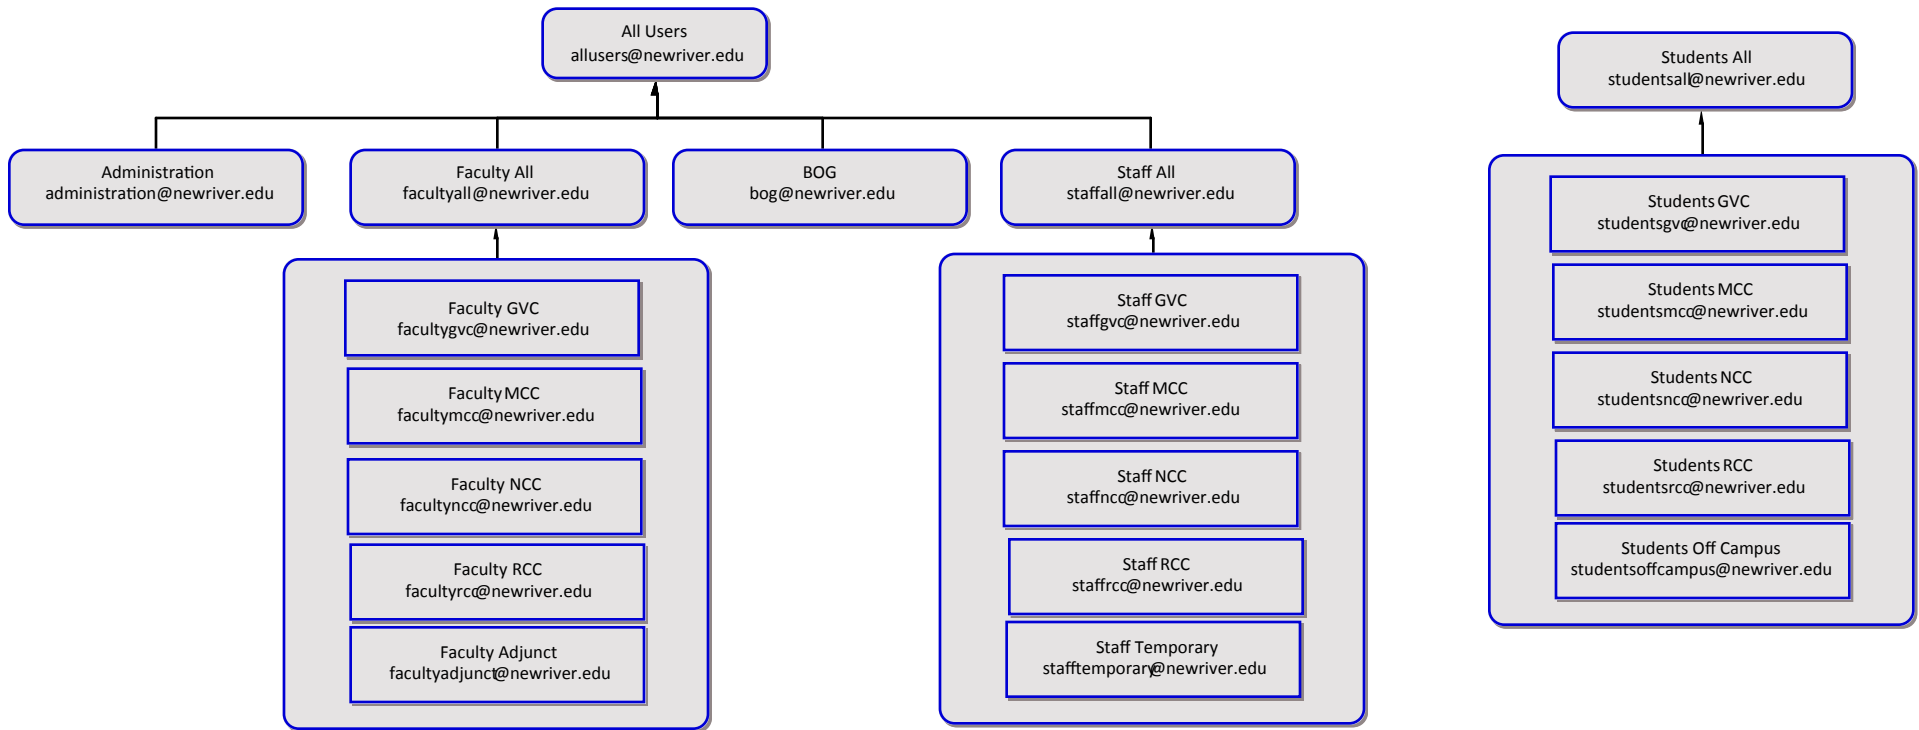 All Users
allusers@newriver.edu
Students All
studentsall@newriver.edu
Administration
administration@newriver.edu
Faculty All
facultyall@newriver.edu
BOG
bog@newriver.edu
Staff All
staffall@newriver.edu
Faculty GVC
facultygvc@newriver.edu
Faculty MCC
facultymcc@newriver.edu
Faculty NCC
facultyncc@newriver.edu
Faculty RCC
facultyrcc@newriver.edu
Faculty Adjunct
facultyadjunct@newriver.edu
Staff GVC
staffgvc@newriver.edu
Staff MCC
staffmcc@newriver.edu
Staff NCC
staffncc@newriver.edu
Staff RCC
staffrcc@newriver.edu
Staff Temporary
stafftemporary@newriver.edu
Students GVC
studentsgvc@newriver.edu
Students MCC
studentsmcc@newriver.edu
Students NCC
studentsncc@newriver.edu
Students RCC
studentsrcc@newriver.edu
Students Off Campus
studentsoffcampus@newriver.edu